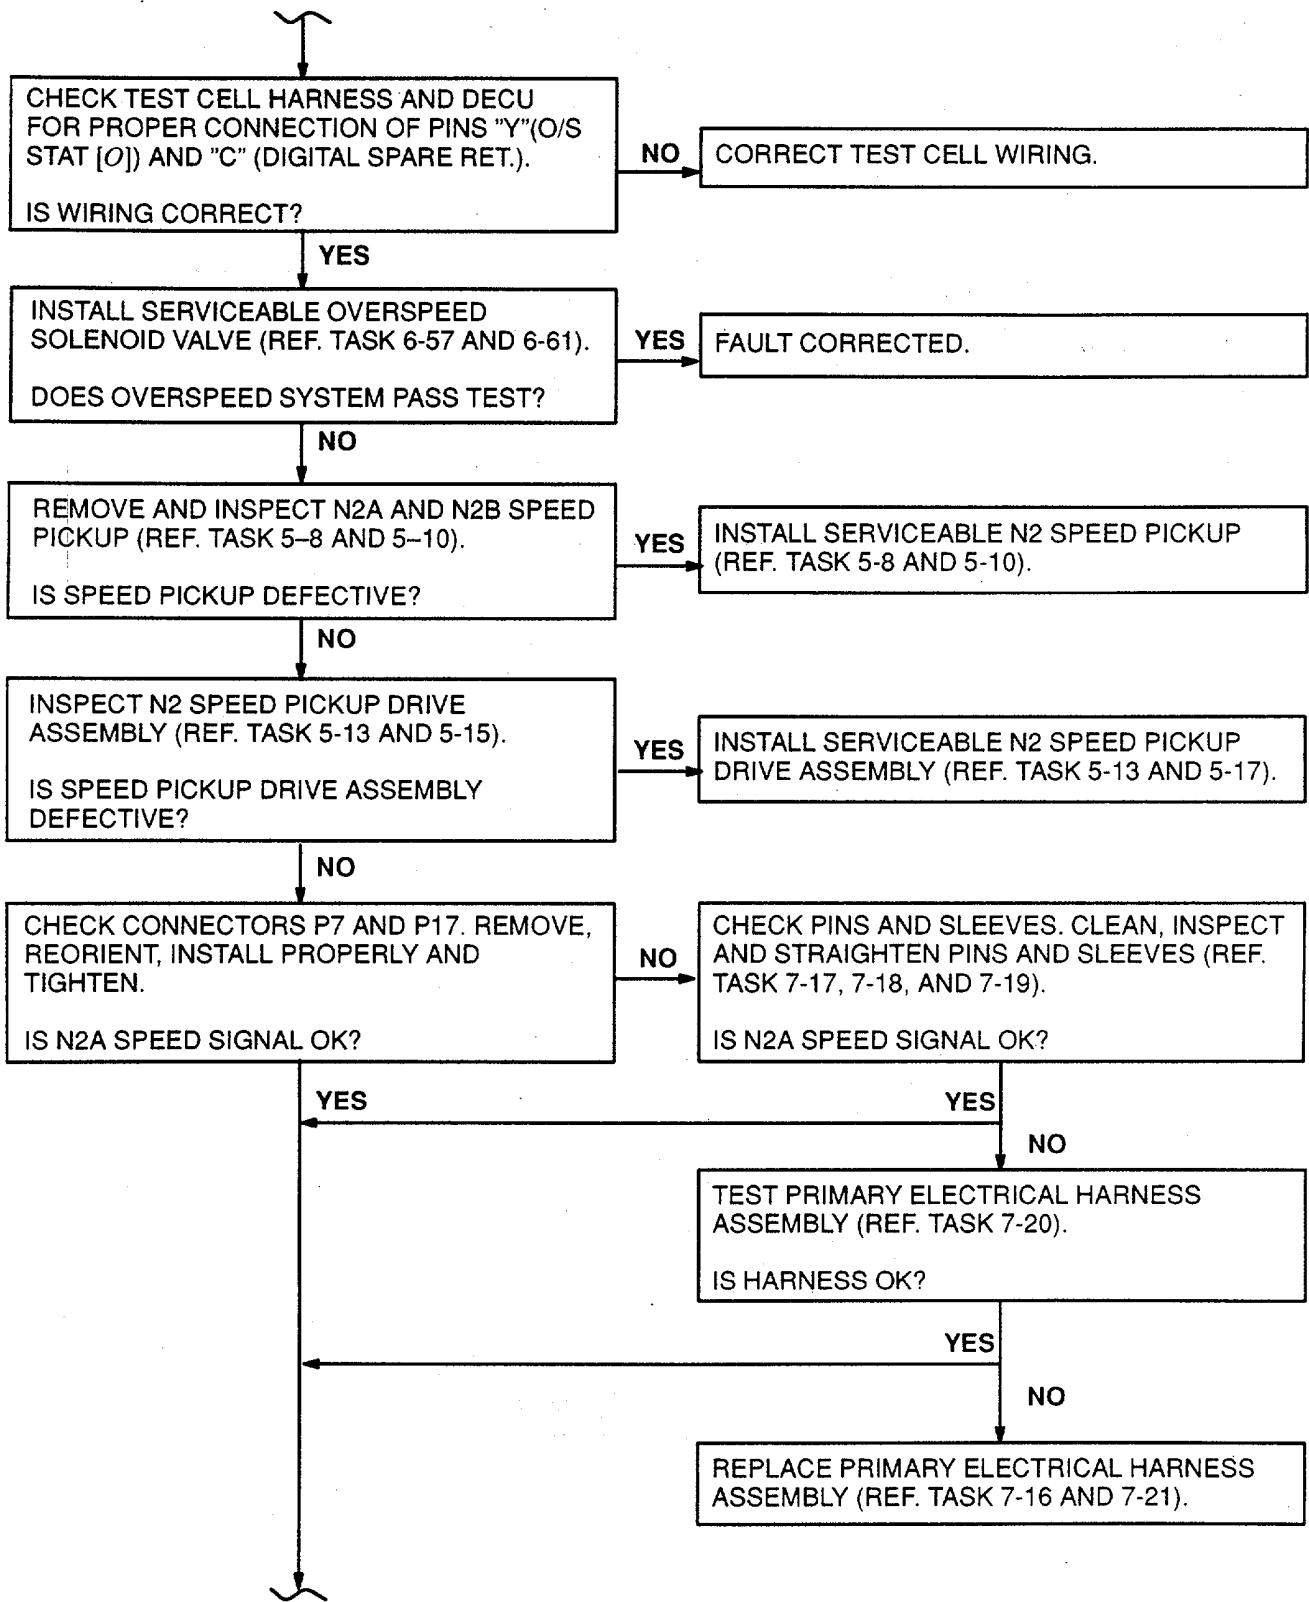 CHECK TEST CELL HARNESS AND DECU
FOR PROPER CONNECTION OF PINS "Y"(O/S
STAT [O]) AND "C" (DIGITAL SPARE RET.).
IS WIRING CORRECT?
NO
CORRECT TEST CELL WIRING.
YES
INSTALL SERVICEABLE OVERSPEED
SOLENOID VALVE (REF. TASK 6-57 AND 6-61).
DOES OVERSPEED SYSTEM PASS TEST?
YES
FAULT CORRECTED.
NO
REMOVE AND INSPECT N2A AND N2B SPEED
PICKUP (REF. TASK 5–8 AND 5–10).
IS SPEED PICKUP DEFECTIVE?
YES
INSTALL SERVICEABLE N2 SPEED PICKUP
(REF. TASK 5-8 AND 5-10).
NO
INSPECT N2 SPEED PICKUP DRIVE
ASSEMBLY (REF. TASK 5-13 AND 5-15).
IS SPEED PICKUP DRIVE ASSEMBLY
DEFECTIVE?
YES
INSTALL SERVICEABLE N2 SPEED PICKUP
DRIVE ASSEMBLY (REF. TASK 5-13 AND 5-17).
NO
CHECK CONNECTORS P7 AND P17. REMOVE,
REORIENT, INSTALL PROPERLY AND
TIGHTEN.
IS N2A SPEED SIGNAL OK?
NO
CHECK PINS AND SLEEVES. CLEAN, INSPECT
AND STRAIGHTEN PINS AND SLEEVES (REF.
TASK 7-17, 7-18, AND 7-19).
IS N2A SPEED SIGNAL OK?
YES
YES
NO
TEST PRIMARY ELECTRICAL HARNESS
ASSEMBLY (REF. TASK 7-20).
IS HARNESS OK?
YES
NO
REPLACE PRIMARY ELECTRICAL HARNESS
ASSEMBLY (REF. TASK 7-16 AND 7-21).